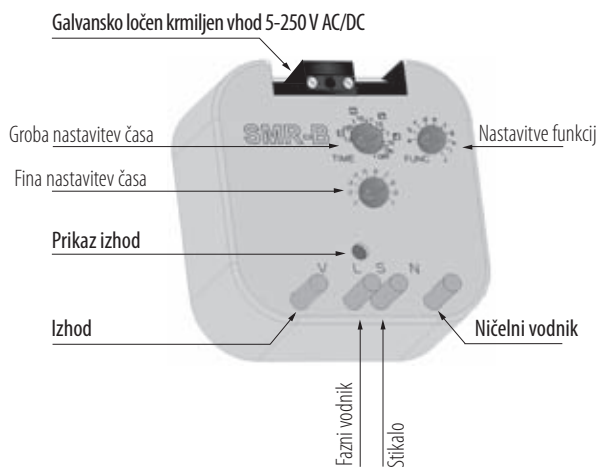 Galvansko ločen krmiljen vhod 5-250 V AC/DC
SMR-B
Groba nastavitev časa
Nastavitve funkcij
TIME
FUNC
Fina nastavitev časa
Prikaz izhod
V L S N
Izhod
Ničelni vodnik
Fazni vodnik
Stikalo